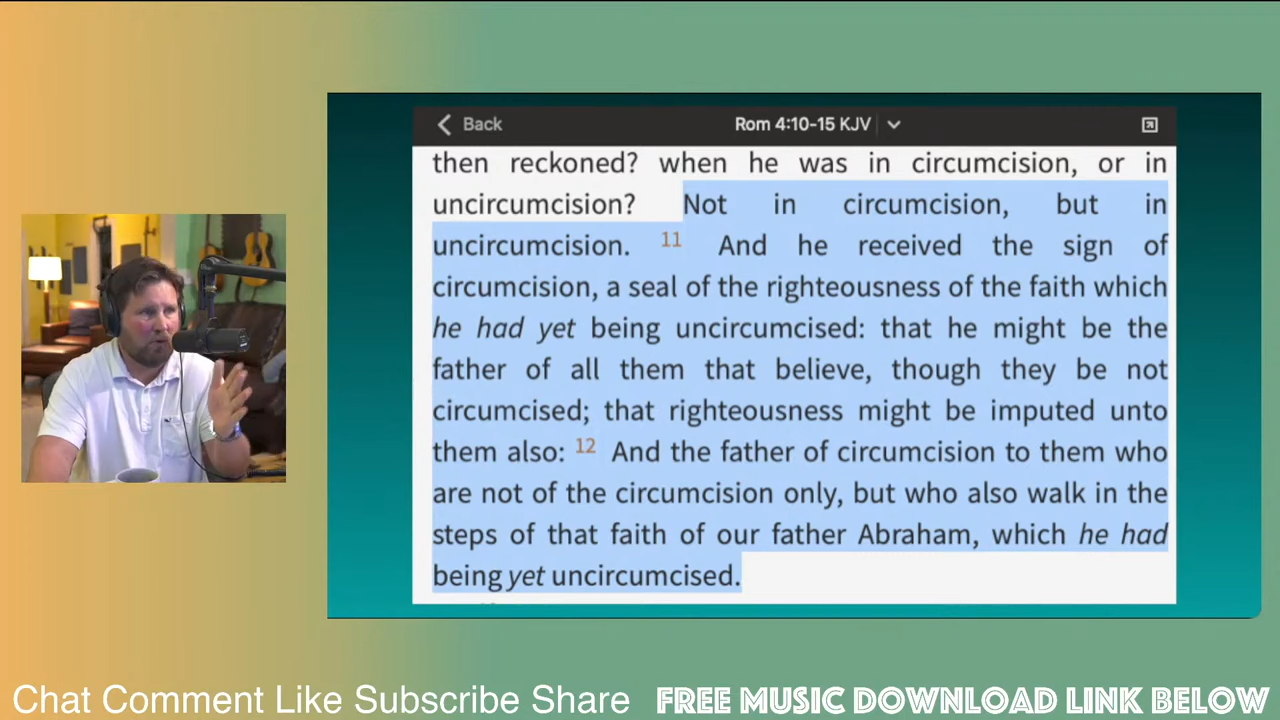 Back
Rom 4:10-15 KJV
then reckoned? when he was in circumcision, or in
uncircumcision? Not in circumcision, but in
uncircumcision. 11 And he received the sign of
circumcision, a seal of the righteousness of the faith which
he had yet being uncircumcised: that he might be the
father of all them that believe, though they be not
circumcised; that righteousness might be imputed unto
them also: 12 And the father of circumcision to them who
are not of the circumcision only, but who also walk in the
steps of that faith of our father Abraham, which he had
being yet uncircumcised.
Chat Comment Like Subscribe Share
FREE MUSIC DOWNLOAD LINK BELOW